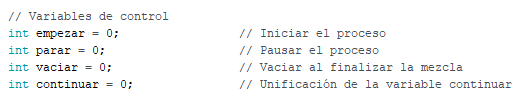 // Variables de control
int empezar = 0; // Iniciar el proceso
int parar = 0; // Pausar el proceso
int vaciar = 0; // Vaciar al finalizar la mezcla
int continuar = 0; // Unificación de la variable continuar